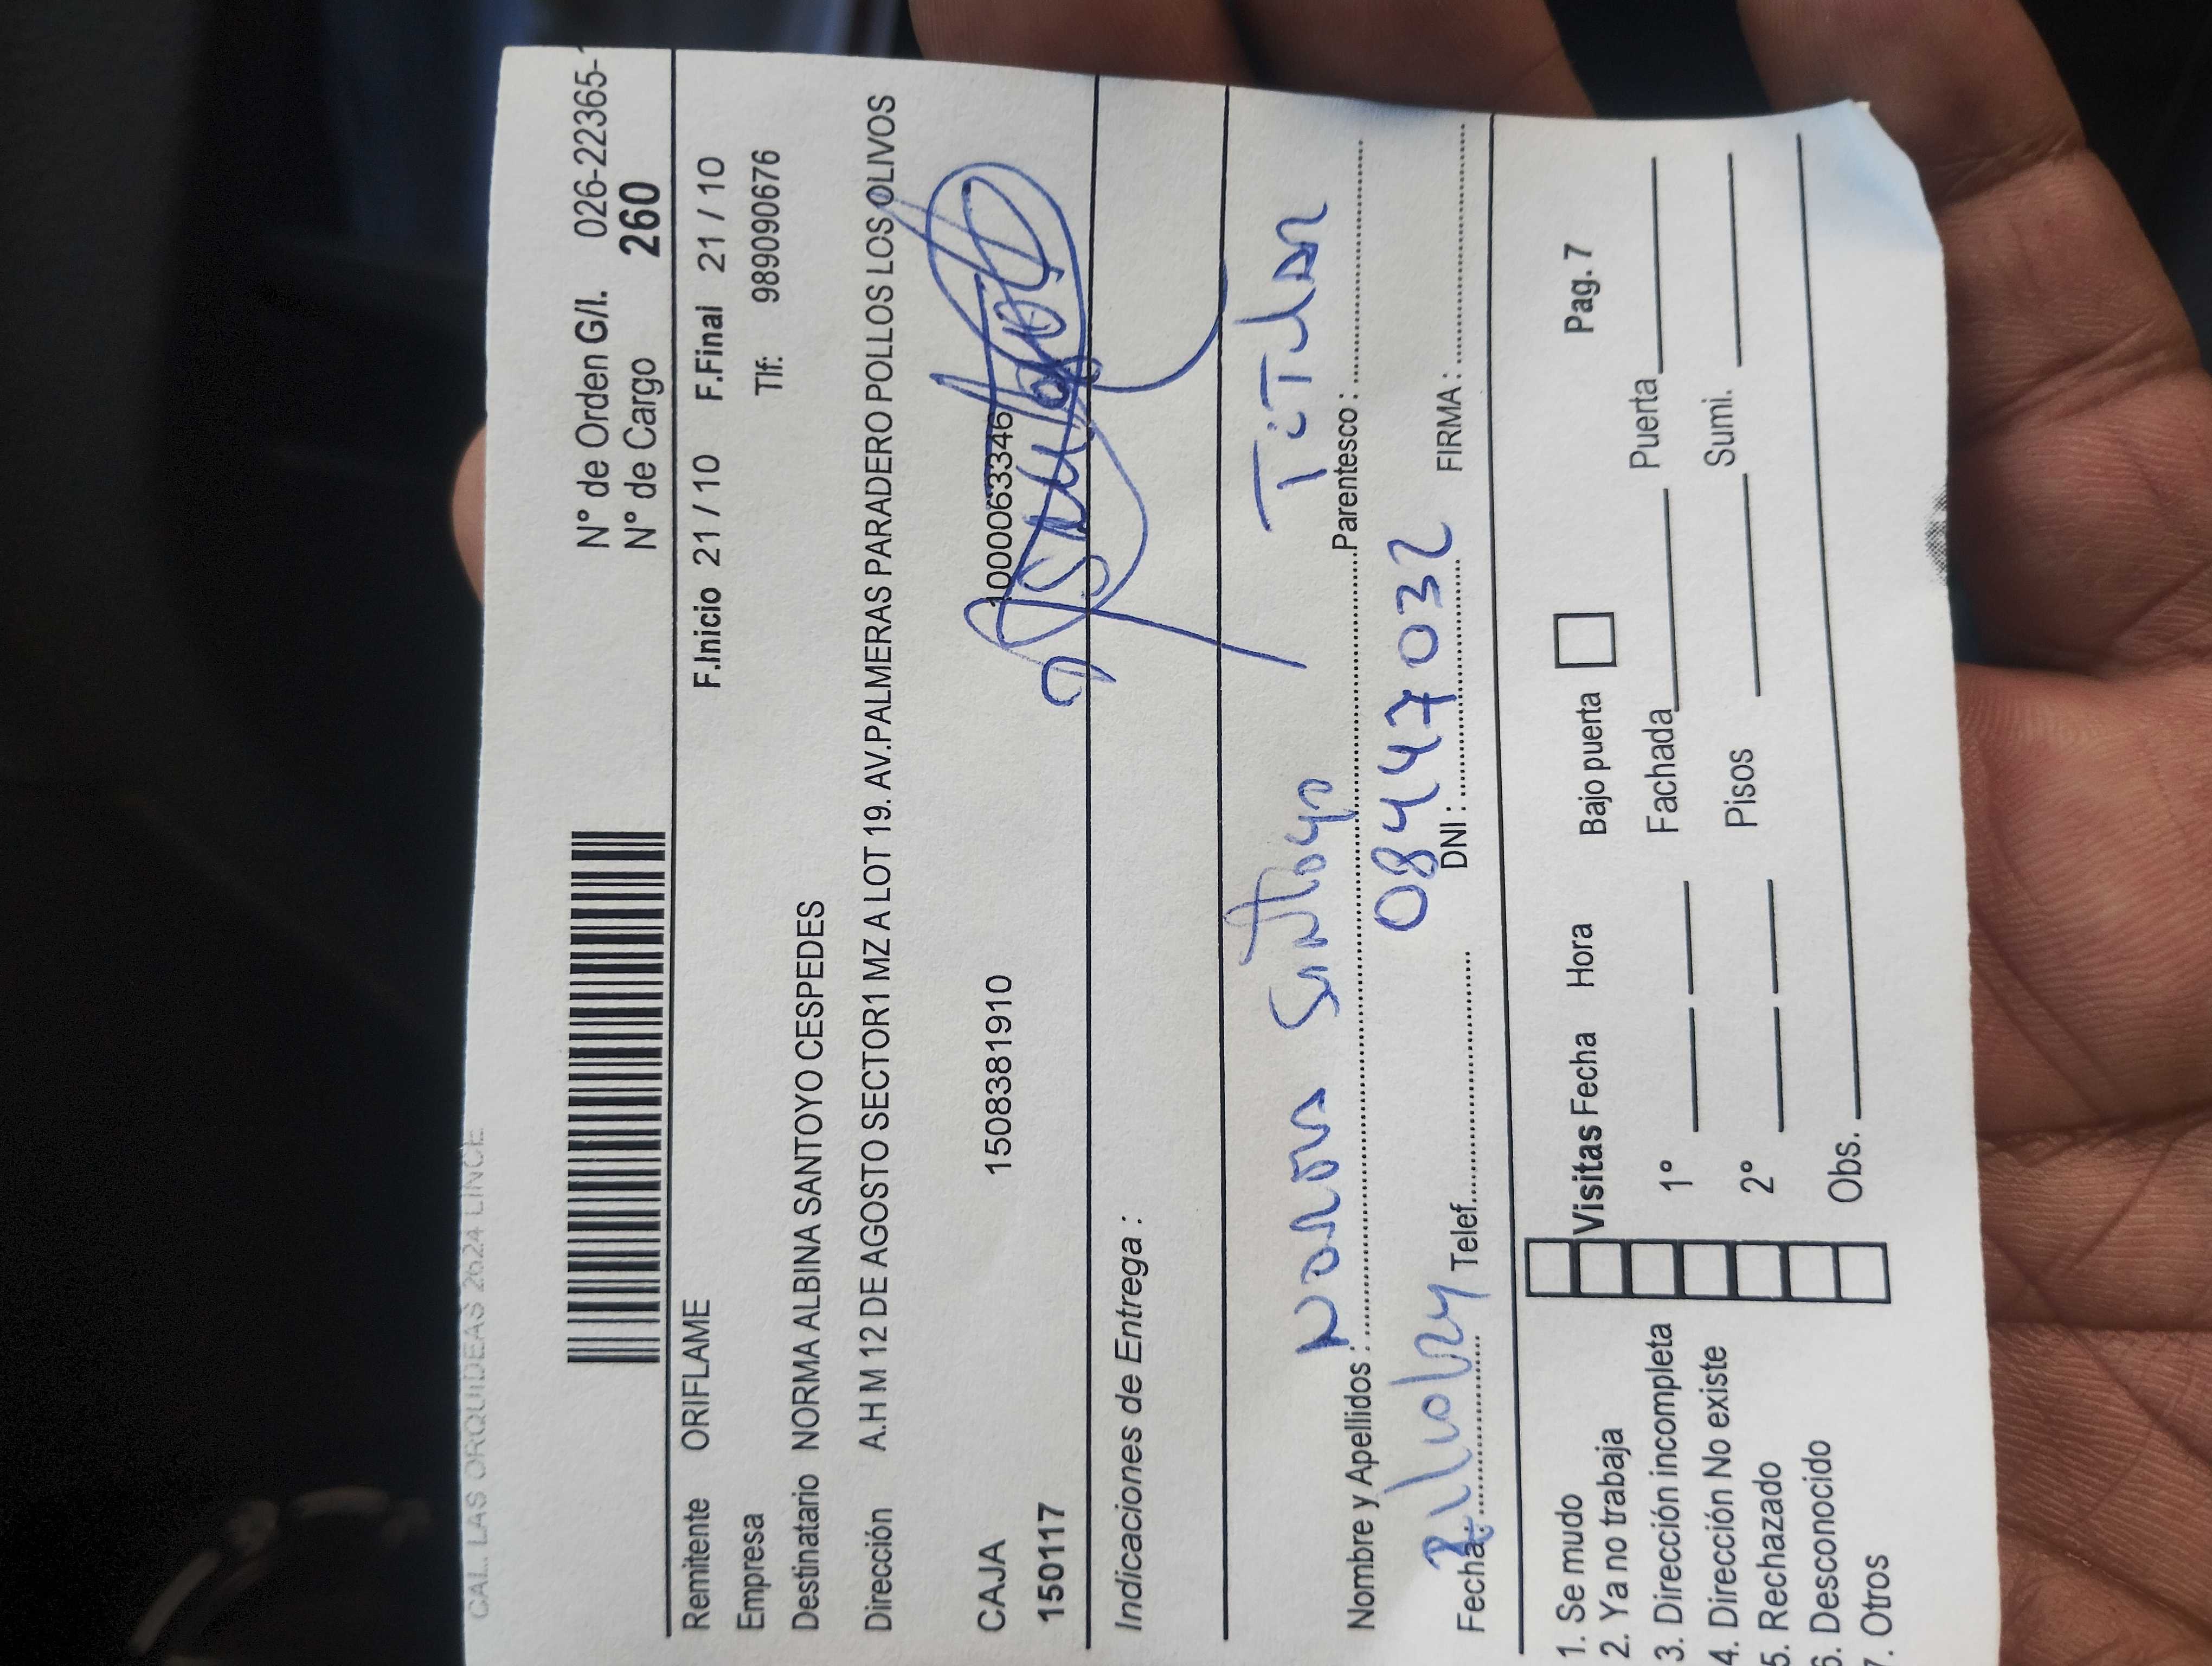 CAL. LAS ORQUIDEAS 2624 LINCE
N° de Orden G/I. 026-22365-
N° de Cargo 260
Remitente ORIFLAME F.Inicio 21 / 10 F.Final 21 / 10
Empresa Tlf: 989090676
Destinatario NORMA ALBINA SANTOYO CESPEDES
Dirección A.H M 12 DE AGOSTO SECTOR1 MZ A LOT 19. AV.PALMERAS PARADERO POLLOS LOS OLIVOS
CAJA 1508381910 1000633346
150117
Indicaciones de Entrega :
Norma Santoyo Titular
Nombre y Apellidos : Parentesco :
21/10/24 08447032
Fecha: Telef. DNI : FIRMA :
1. Se mudo Visitas Fecha Hora Bajo puerta Pag. 7
2. Ya no trabaja
3. Dirección incompleta 1° Fachada Puerta
4. Dirección No existe 2° Pisos Sumi.
5. Rechazado
6. Desconocido Obs.
7. Otros